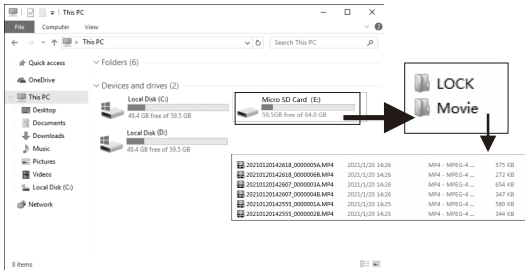 This PC
File Computer View
This PC
Search This PC
Quick access
OneDrive
This PC
Desktop
Documents
Downloads
Music
Pictures
Videos
Local Disk (C:)
Network
Folders (6)
Devices and drives (2)
Local Disk (C:)
49.4 GB free of 59.5 GB
Micro SD Card (E:)
59.5GB free of 64.0 GB
Local Disk (D:)
49.4 GB free of 59.5 GB
LOCK
Movie
20210120142618_0000005A.MP4 2021/1/20 14:26 MP4 - MPEG-4 ... 575 KB
20210120142618_0000006B.MP4 2021/1/20 14:26 MP4 - MPEG-4 ... 272 KB
20210120142607_0000003A.MP4 2021/1/20 14:26 MP4 - MPEG-4 ... 654 KB
20210120142607_0000004B.MP4 2021/1/20 14:26 MP4 - MPEG-4 ... 347 KB
20210120142555_0000001A.MP4 2021/1/20 14:25 MP4 - MPEG-4 ... 580 KB
20210120142555_0000002B.MP4 2021/1/20 14:25 MP4 - MPEG-4 ... 344 KB
8 items